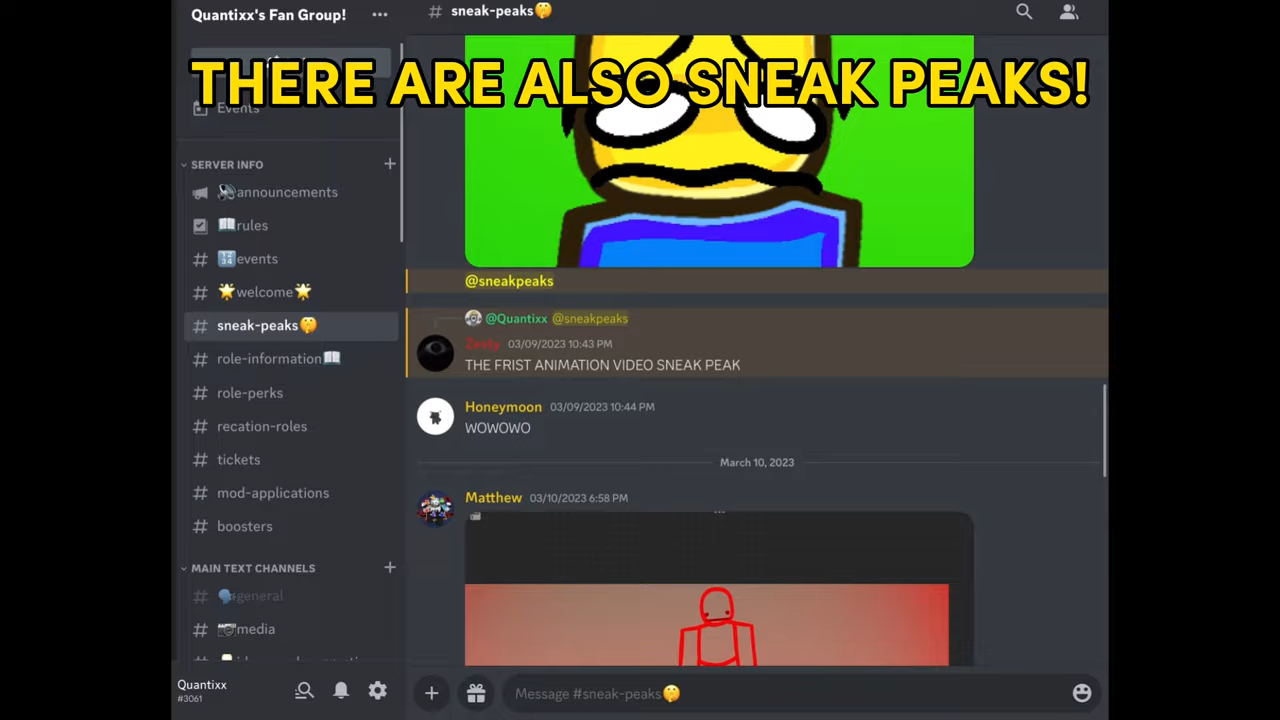 Quantixx's Fan Group!
sneak-peaks🤫
THERE ARE ALSO SNEAK PEAKS!
Events
SERVER INFO
announcements
rules
events
🌟welcome🌟
sneak-peaks🤫
role-information📖
role-perks
recation-roles
tickets
mod-applications
boosters
MAIN TEXT CHANNELS
general
media
Quantixx
#3061
@sneakpeaks
@Quantixx @sneakpeaks
Zesty 03/09/2023 10:43 PM
THE FRIST ANIMATION VIDEO SNEAK PEAK
Honeymoon 03/09/2023 10:44 PM
WOWOWO
March 10, 2023
Matthew 03/10/2023 6:58 PM
Message #sneak-peaks🤫